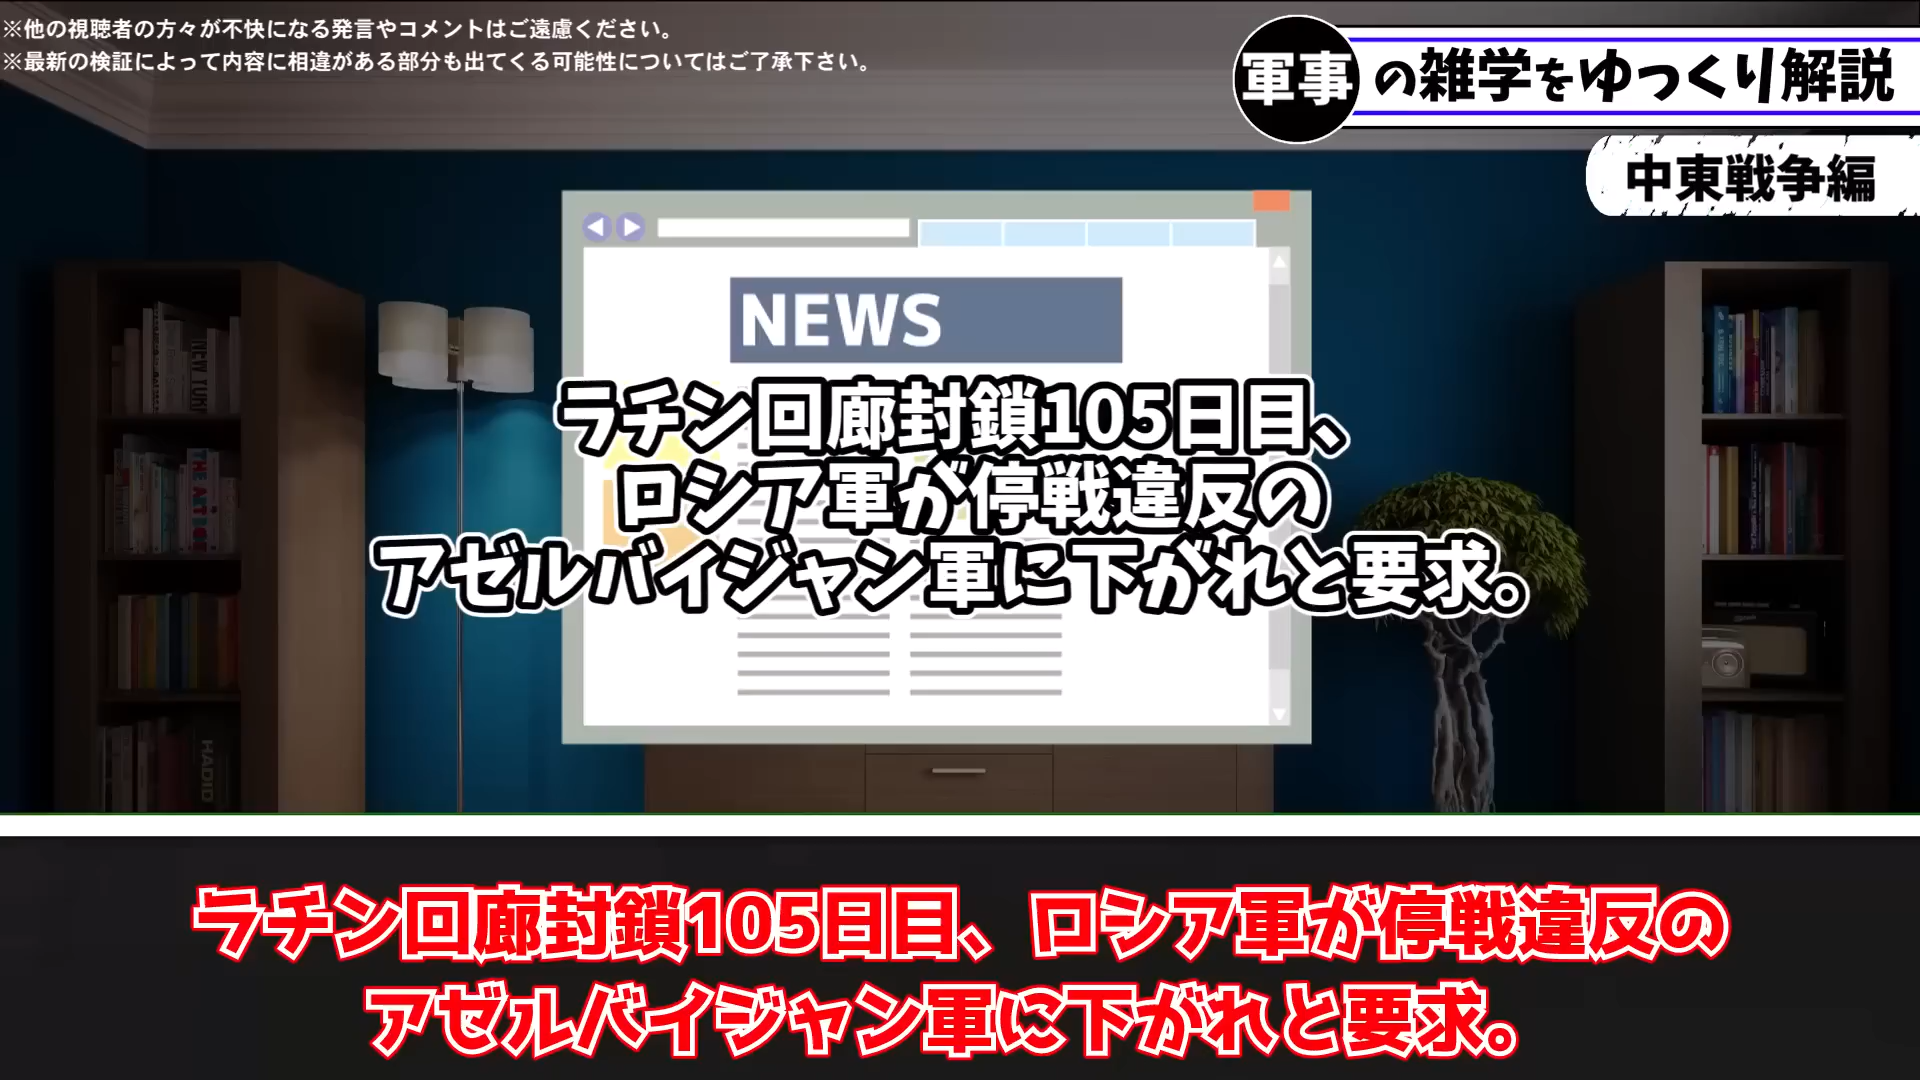 ※他の視聴者の方々が不快になる発言やコメントはご遠慮ください。
※最新の検証によって内容に相違がある部分も出てくる可能性についてはご了承下さい。
軍事の雑学をゆっくり解説
中東戦争編
NEWS
ラチン回廊封鎖105日目、
ロシア軍が停戦違反の
アゼルバイジャン軍に下がれと要求。
HADID
ラチン回廊封鎖105日目、ロシア軍が停戦違反の
アゼルバイジャン軍に下がれと要求。